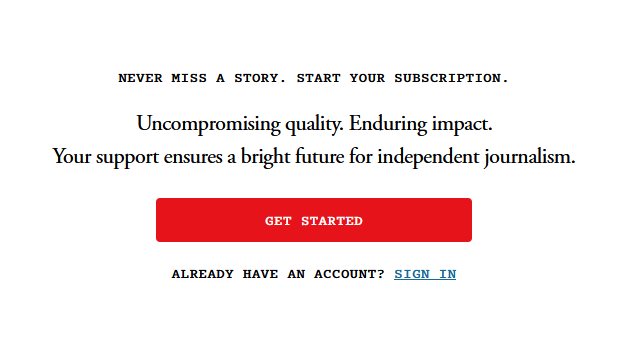 NEVER MISS A STORY. START YOUR SUBSCRIPTION.
Uncompromising quality. Enduring impact.
Your support ensures a bright future for independent journalism.
GET STARTED
ALREADY HAVE AN ACCOUNT? SIGN IN